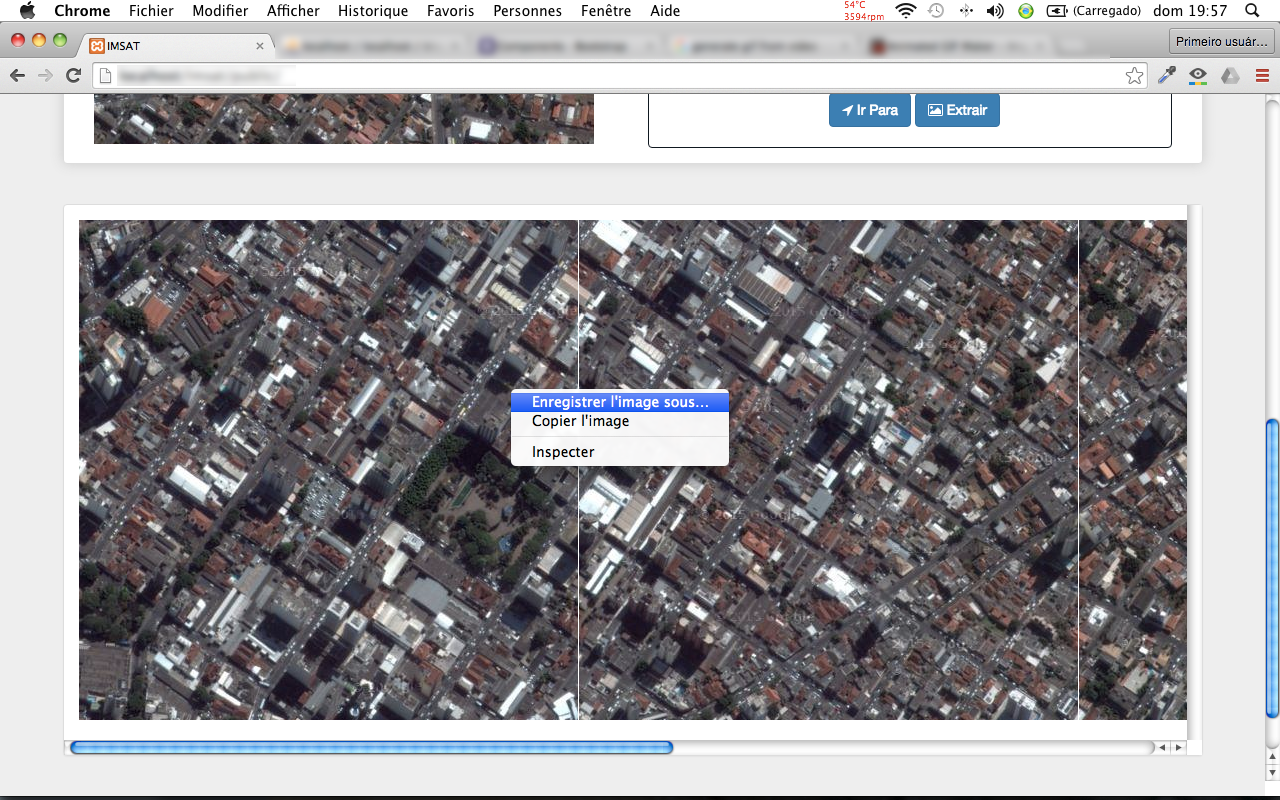 Chrome Fichier Modifier Afficher Historique Favoris Personnes Fenêtre Aide 54°C 3594rpm (Carregado) dom 19:57
IMSAT
Primeiro usuár...
Ir Para Extrair
Enregistrer l'image sous...
Copier l'image
Inspecter